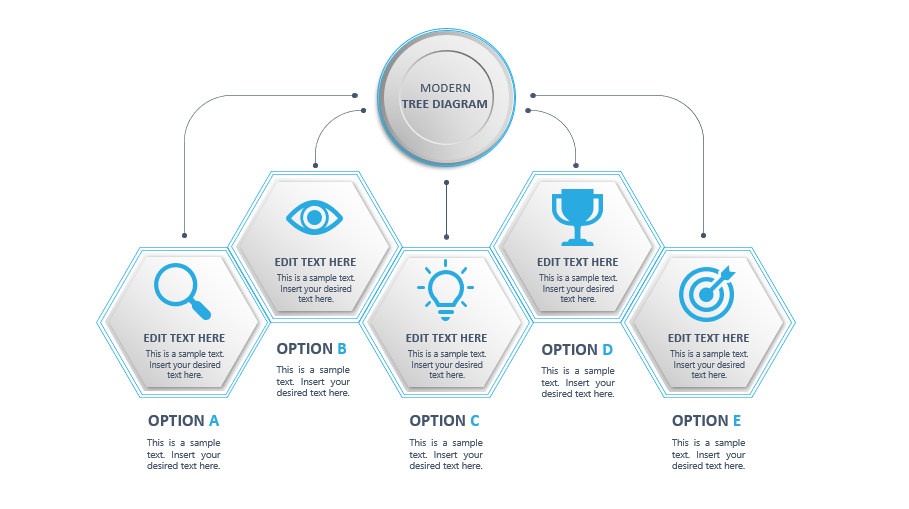 MODERN
TREE DIAGRAM
EDIT TEXT HERE
This is a sample text.
Insert your desired
text here.
OPTION A
This is a sample
text. Insert your
desired text here.
EDIT TEXT HERE
This is a sample text.
Insert your desired
text here.
OPTION B
This is a sample
text. Insert your
desired text here.
EDIT TEXT HERE
This is a sample text.
Insert your desired
text here.
OPTION C
This is a sample
text. Insert your
desired text here.
EDIT TEXT HERE
This is a sample text.
Insert your desired
text here.
OPTION D
This is a sample
text. Insert your
desired text here.
EDIT TEXT HERE
This is a sample text.
Insert your desired
text here.
OPTION E
This is a sample
text. Insert your
desired text here.